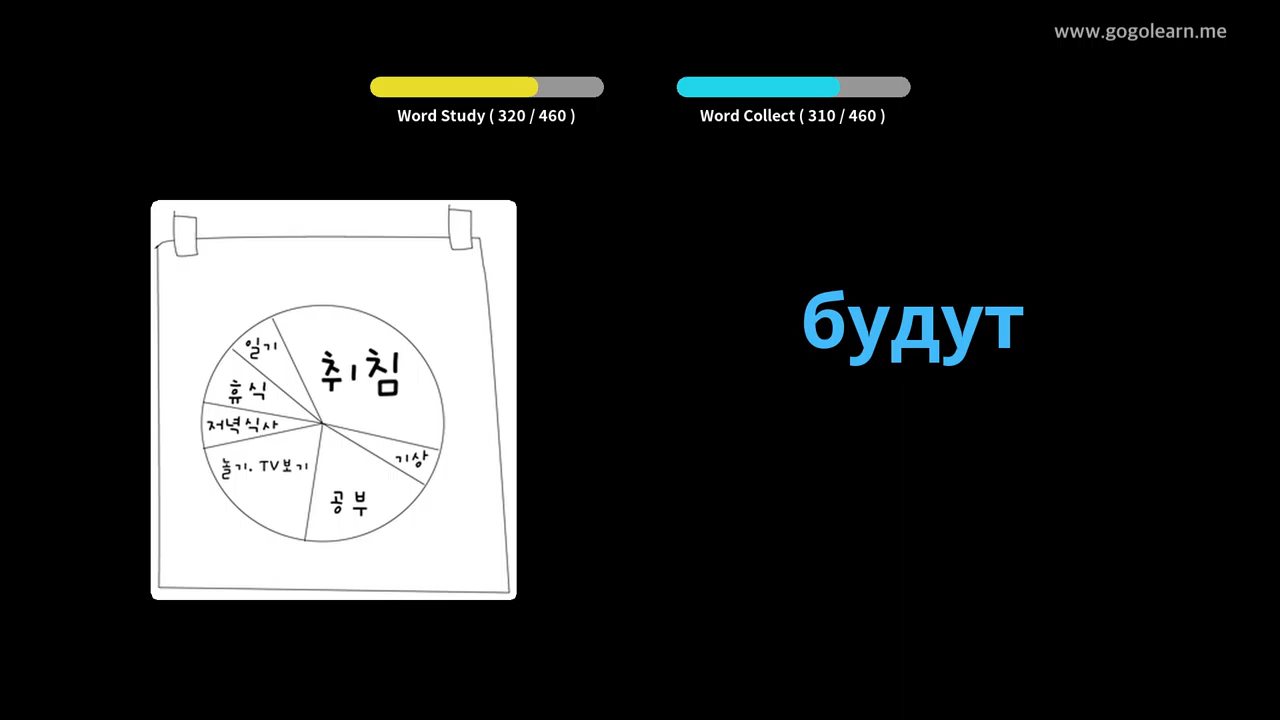 www.gogolearn.me
Word Study ( 320 / 460 )
Word Collect ( 310 / 460 )
일기
취침
휴식
저녁식사
놀기. TV보기
기상
공부
будут